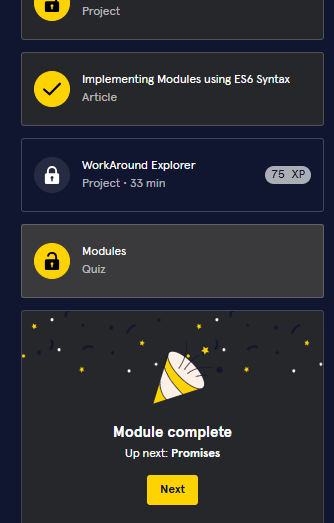 Project
Implementing Modules using ES6 Syntax
Article
WorkAround Explorer
75 XP
Project • 33 min
Modules
Quiz
Module complete
Up next: Promises
Next